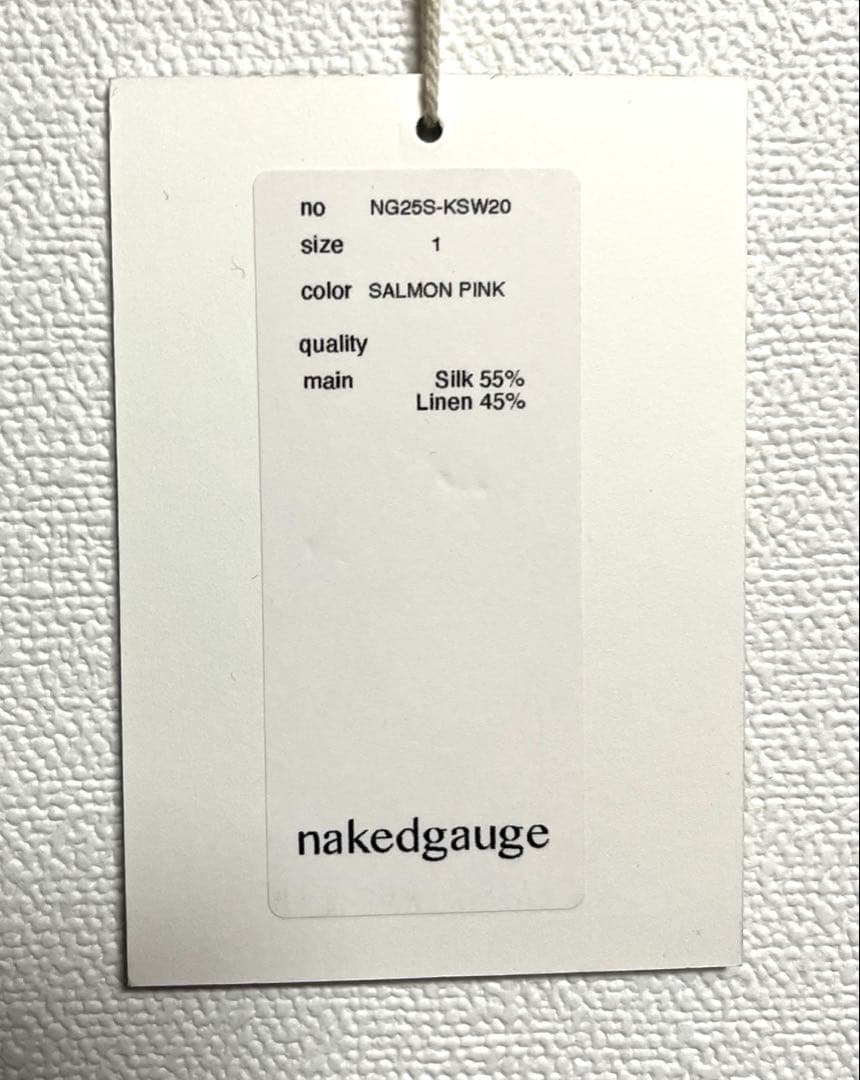 no NG25S-KSW20
size 1
color SALMON PINK
quality
main Silk 55%
Linen 45%
nakedgauge